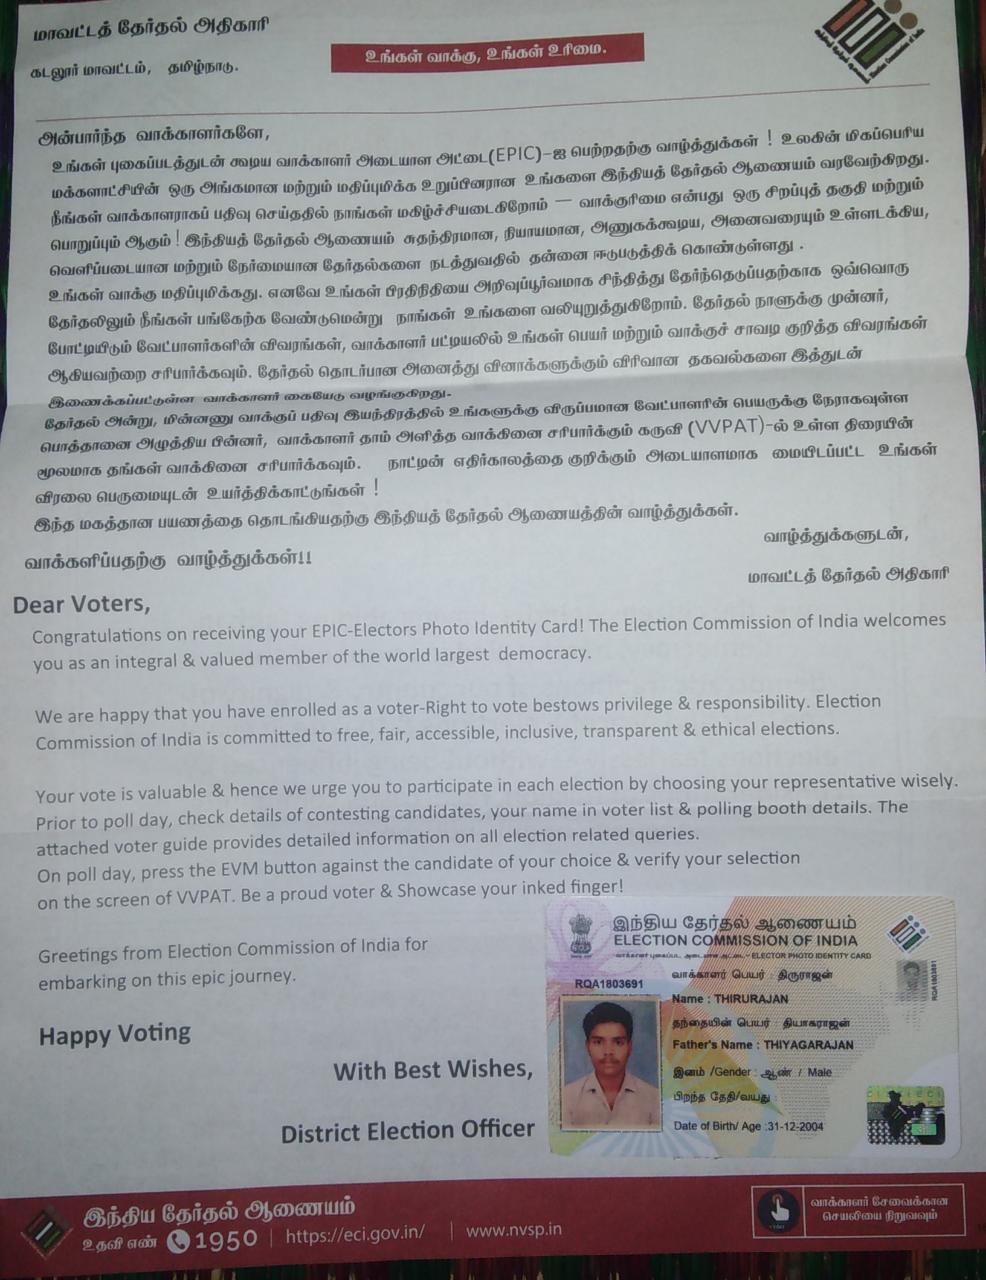 மாவட்டத் தேர்தல் அதிகாரி
கடலூர் மாவட்டம், தமிழ்நாடு.
உங்கள் வாக்கு, உங்கள் உரிமை.
அன்பார்ந்த வாக்காளர்களே,
உங்கள் புகைப்படத்துடன் கூடிய வாக்காளர் அடையாள அட்டை(EPIC)-ஐ பெற்றதற்கு வாழ்த்துக்கள் ! உலகின் மிகப்பெரிய
மக்களாட்சியின் ஒரு அங்கமான மற்றும் மதிப்புமிக்க உறுப்பினரான உங்களை இந்தியத் தேர்தல் ஆணையம் வரவேற்கிறது.
நீங்கள் வாக்காளராகப் பதிவு செய்ததில் நாங்கள் மகிழ்ச்சியடைகிறோம் — வாக்குரிமை என்பது ஒரு சிறப்புத் தகுதி மற்றும்
பொறுப்பும் ஆகும் ! இந்தியத் தேர்தல் ஆணையம் சுதந்திரமான, நியாயமான, அணுகக்கூடிய, அனைவரையும் உள்ளடக்கிய,
வெளிப்படையான மற்றும் நேர்மையான தேர்தல்களை நடத்துவதில் தன்னை ஈடுபடுத்திக் கொண்டுள்ளது .
உங்கள் வாக்கு மதிப்புமிக்கது. எனவே உங்கள் பிரதிநிதியை அறிவுப்பூர்வமாக சிந்தித்து தேர்ந்தெடுப்பதற்காக ஒவ்வொரு
தேர்தலிலும் நீங்கள் பங்கேற்க வேண்டுமென்று நாங்கள் உங்களை வலியுறுத்துகிறோம். தேர்தல் நாளுக்கு முன்னர்,
போட்டியிடும் வேட்பாளர்களின் விவரங்கள், வாக்காளர் பட்டியலில் உங்கள் பெயர் மற்றும் வாக்குச் சாவடி குறித்த விவரங்கள்
ஆகியவற்றை சரிபார்க்கவும். தேர்தல் தொடர்பான அனைத்து வினாக்களுக்கும் விரிவான தகவல்களை இத்துடன்
இணைக்கப்பட்டுள்ள வாக்காளர் கையேடு வழங்குகிறது.
தேர்தல் அன்று, மின்னணு வாக்குப் பதிவு இயந்திரத்தில் உங்களுக்கு விருப்பமான வேட்பாளரின் பெயருக்கு நேராகவுள்ள
பொத்தானை அழுத்திய பின்னர், வாக்காளர் தாம் அளித்த வாக்கினை சரிபார்க்கும் கருவி (VVPAT)-ல் உள்ள திரையின்
மூலமாக தங்கள் வாக்கினை சரிபார்க்கவும். நாட்டின் எதிர்காலத்தை குறிக்கும் அடையாளமாக மையிடப்பட்ட உங்கள்
விரலை பெருமையுடன் உயர்த்திக்காட்டுங்கள் !
இந்த மகத்தான பயணத்தை தொடங்கியதற்கு இந்தியத் தேர்தல் ஆணையத்தின் வாழ்த்துக்கள்.
வாழ்த்துக்களுடன்,
வாக்களிப்பதற்கு வாழ்த்துக்கள்!!
மாவட்டத் தேர்தல் அதிகாரி
Dear Voters,
Congratulations on receiving your EPIC-Electors Photo Identity Card! The Election Commission of India welcomes
you as an integral & valued member of the world largest democracy.
We are happy that you have enrolled as a voter-Right to vote bestows privilege & responsibility. Election
Commission of India is committed to free, fair, accessible, inclusive, transparent & ethical elections.
Your vote is valuable & hence we urge you to participate in each election by choosing your representative wisely.
Prior to poll day, check details of contesting candidates, your name in voter list & polling booth details. The
attached voter guide provides detailed information on all election related queries.
On poll day, press the EVM button against the candidate of your choice & verify your selection
on the screen of VVPAT. Be a proud voter & Showcase your inked finger!
Greetings from Election Commission of India for
embarking on this epic journey.
Happy Voting
With Best Wishes,
District Election Officer
இந்திய தேர்தல் ஆணையம்
ELECTION COMMISSION OF INDIA
வாக்காளர் புகைப்பட அடையாள அட்டை - ELECTOR PHOTO IDENTITY CARD
RQA1803691
வாக்காளர் பெயர் : திருராஜன்
Name : THIRURAJAN
தந்தையின் பெயர் : தியாகராஜன்
Father's Name : THIYAGARAJAN
இனம் /Gender : ஆண் / Male
பிறந்த தேதி/வயது :
Date of Birth/ Age :31-12-2004
RQA1803691
இந்திய தேர்தல் ஆணையம்
உதவி எண் 1950 | https://eci.gov.in/ | www.nvsp.in
வாக்காளர் சேவைக்கான
செயலியை நிறுவவும்